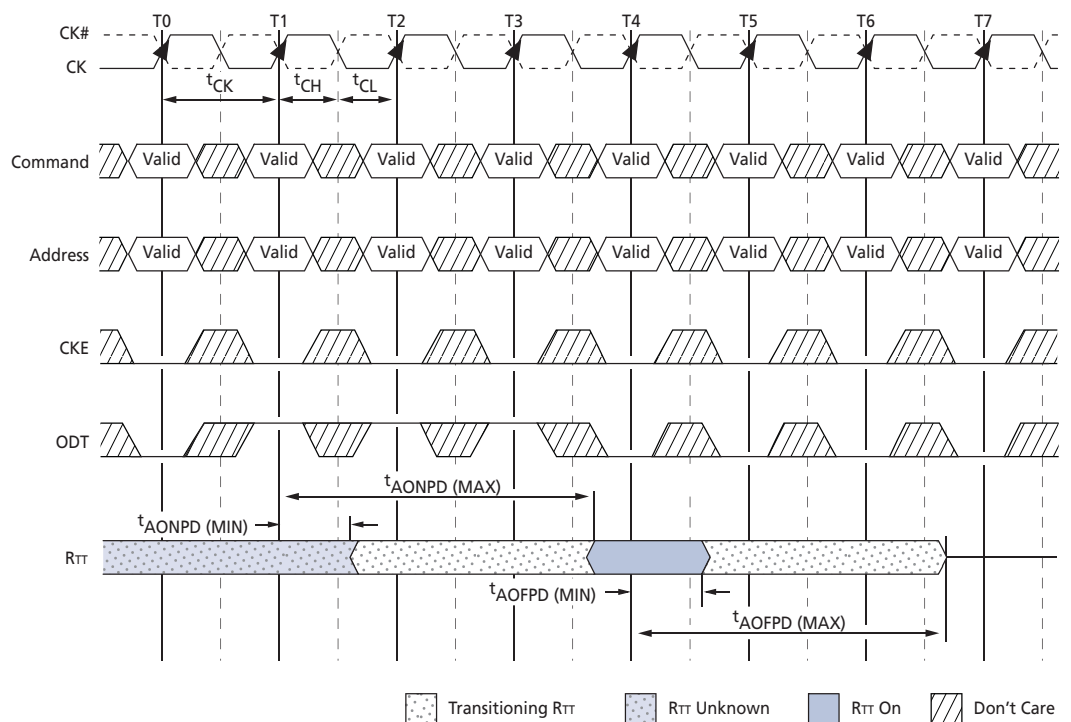 T0 T1 T2 T3 T4 T5 T6 T7
CK#
CK
tCK tCH tCL
Command Valid Valid Valid Valid Valid Valid Valid Valid
Address Valid Valid Valid Valid Valid Valid Valid Valid
CKE
ODT
tAONPD (MAX)
tAONPD (MIN)
RTT
tAOFPD (MIN)
tAOFPD (MAX)
Transitioning RTT RTT Unknown RTT On Don't Care